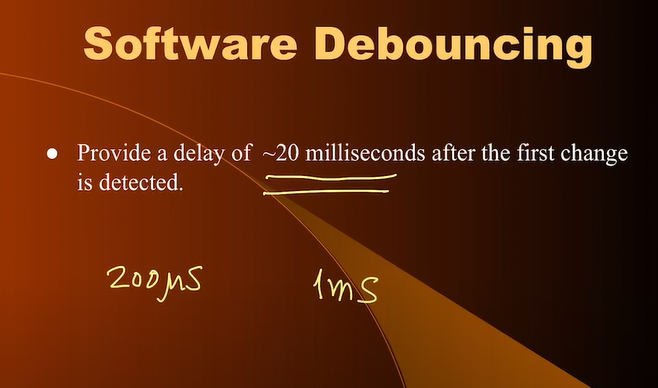 Software Debouncing
● Provide a delay of ~20 milliseconds after the first change
is detected.
200μS 1mS